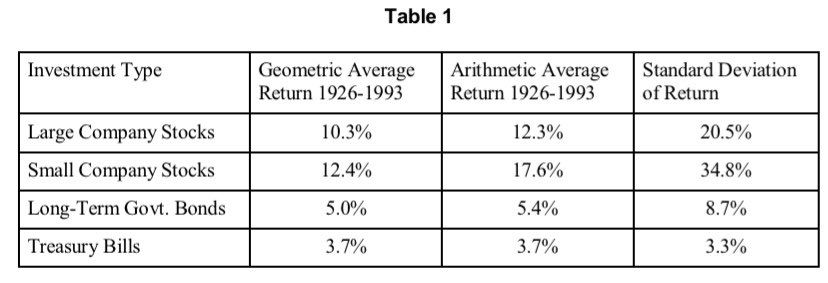 Table 1
Investment Type
Geometric Average
Return 1926-1993
Arithmetic Average
Return 1926-1993
Standard Deviation
of Return
Large Company Stocks 10.3% 12.3% 20.5%
Small Company Stocks 12.4% 17.6% 34.8%
Long-Term Govt. Bonds 5.0% 5.4% 8.7%
Treasury Bills 3.7% 3.7% 3.3%